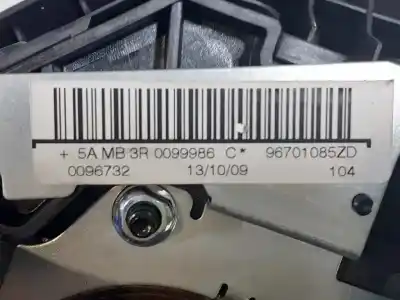 + 5A MB 3R 0099986 C* 96701085ZD
0096732 13/10/09 104